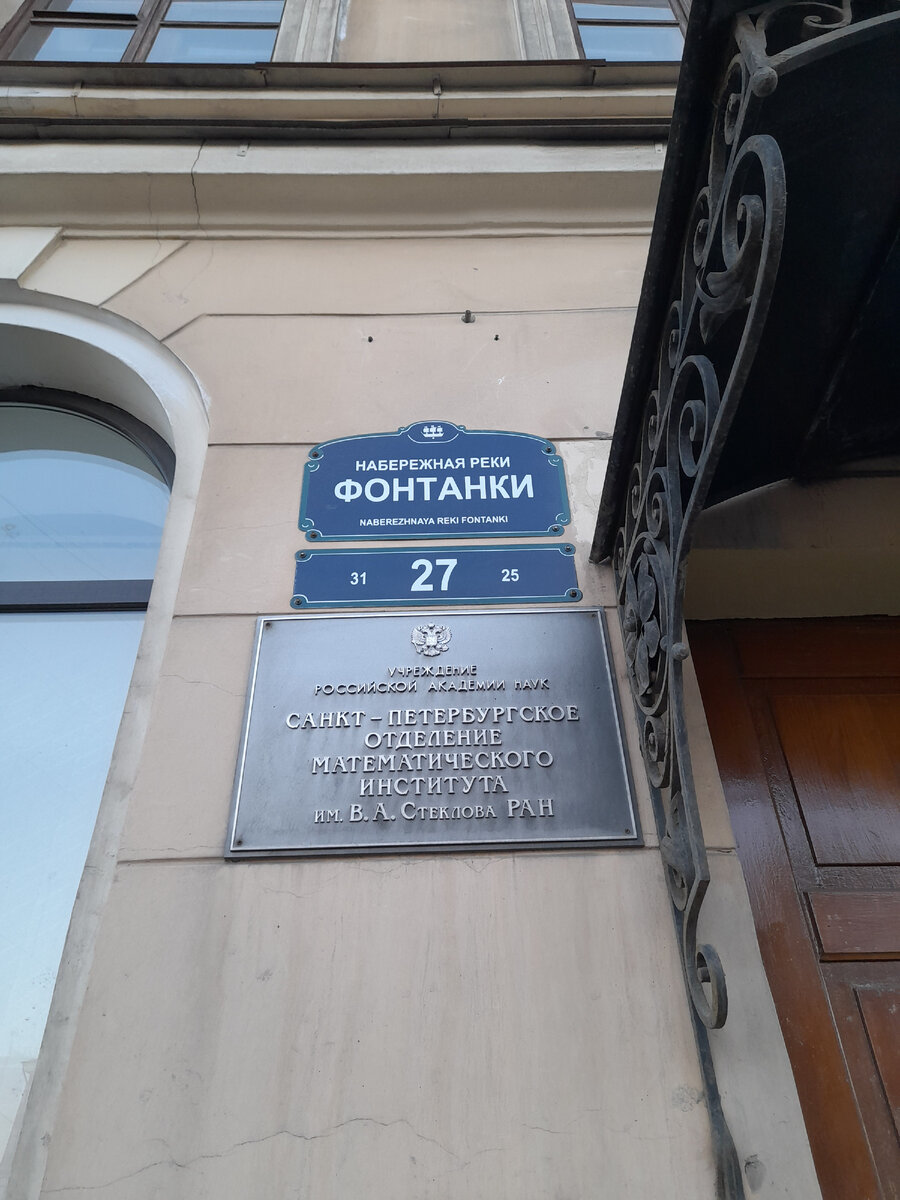 НАБЕРЕЖНАЯ РЕКИ
ФОНТАНКИ
NABEREZHNAYA REKI FONTANKI
31 27 25
УЧРЕЖДЕНИЕ
РОССИЙСКОЙ АКАДЕМИИ НАУК
САНКТ – ПЕТЕРБУРГСКОЕ
ОТДЕЛЕНИЕ
МАТЕМАТИЧЕСКОГО
ИНСТИТУТА
ИМ. В. А. СТЕКЛОВА РАН